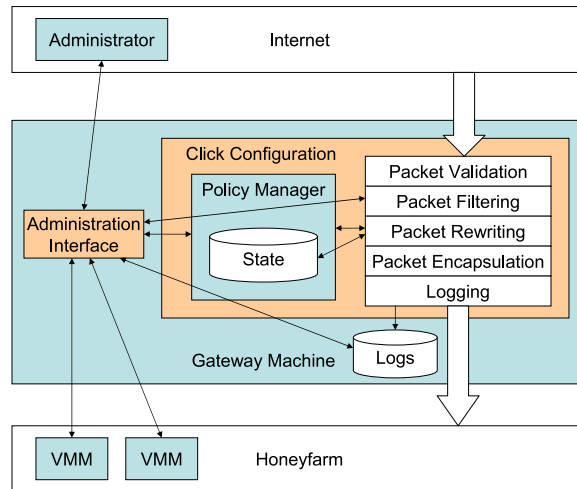 Administrator
Internet
Click Configuration
Packet Validation
Policy Manager
Packet Filtering
Administration
Interface
Packet Rewriting
State
Packet Encapsulation
Logging
Gateway Machine
Logs
VMM
VMM
Honeyfarm